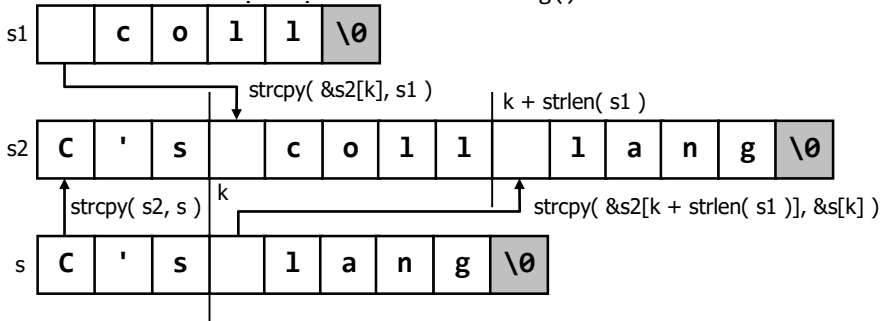 s1 c o l l \0
strcpy( &s2[k], s1 )
k + strlen( s1 )
s2 C ' s c o l l l a n g \0
k
strcpy( s2, s )
strcpy( &s2[k + strlen( s1 )], &s[k] )
s C ' s l a n g \0